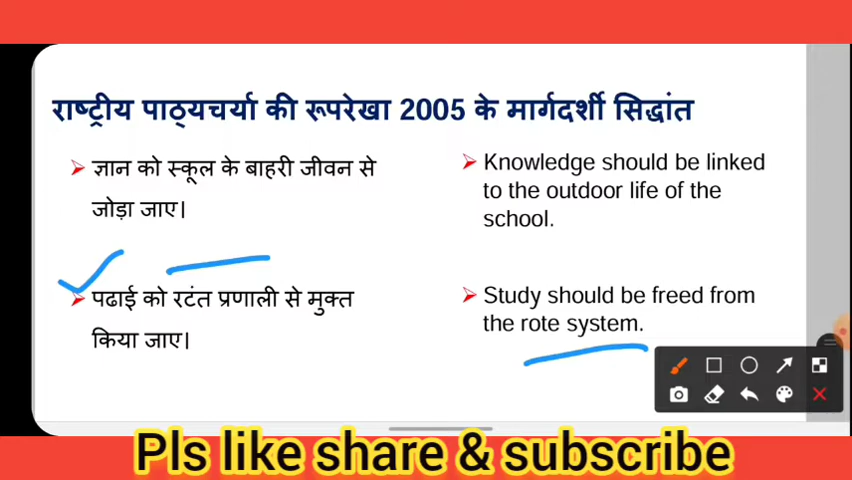 राष्ट्रीय पाठ्यचर्या की रूपरेखा 2005 के मार्गदर्शी सिद्धांत
ज्ञान को स्कूल के बाहरी जीवन से
जोड़ा जाए।
पढाई को रटंत प्रणाली से मुक्त
किया जाए।
Knowledge should be linked
to the outdoor life of the
school.
Study should be freed from
the rote system.
Pls like share & subscribe